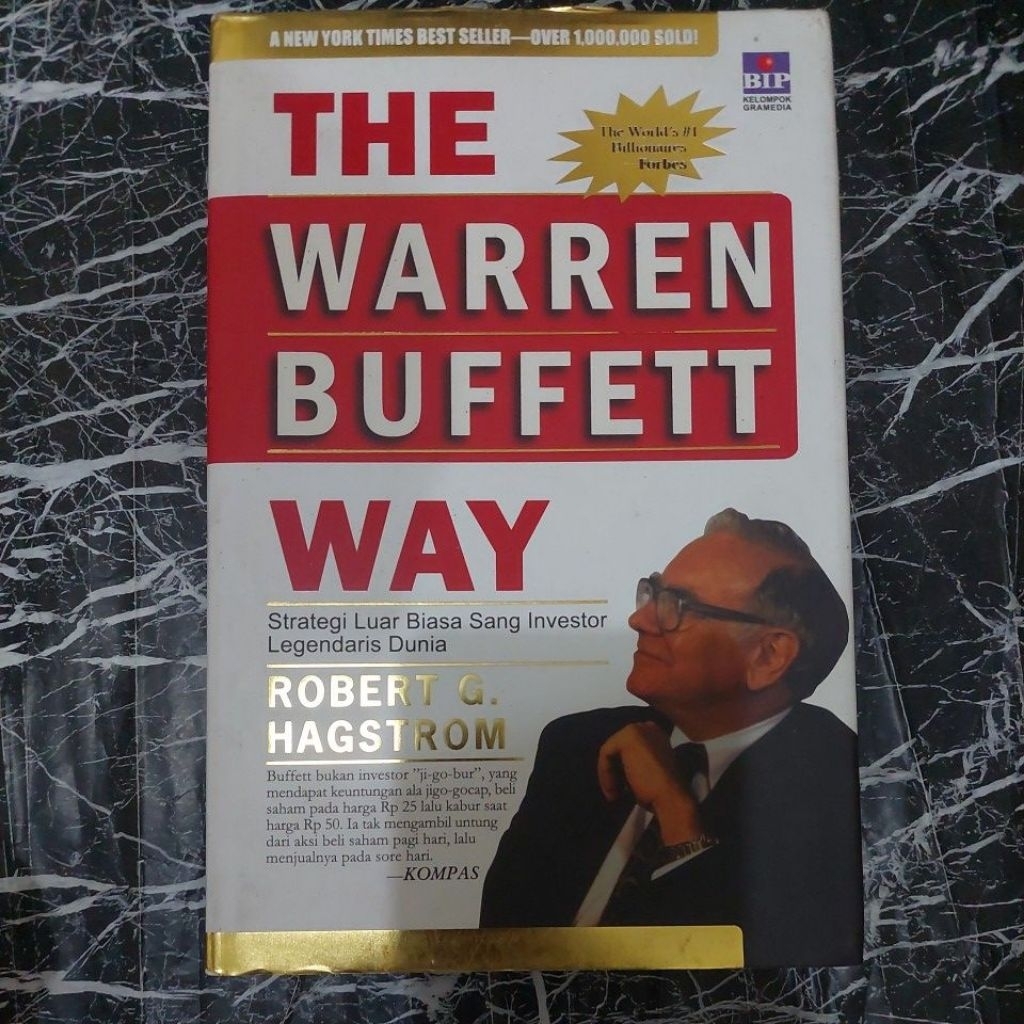 A NEW YORK TIMES BEST SELLER—OVER 1,000,000 SOLD!
BIP
KELOMPOK
GRAMEDIA
THE
The World's #1
Billionaires
—Forbes
WARREN
BUFFETT
WAY
Strategi Luar Biasa Sang Investor
Legendaris Dunia
ROBERT G.
HAGSTROM
Buffett bukan investor "ji-go-bur", yang
mendapat keuntungan ala jigo-gocap, beli
saham pada harga Rp 25 lalu kabur saat
harga Rp 50. Ia tak mengambil untung
dari aksi beli saham pagi hari, lalu
menjualnya pada sore hari.
—KOMPAS